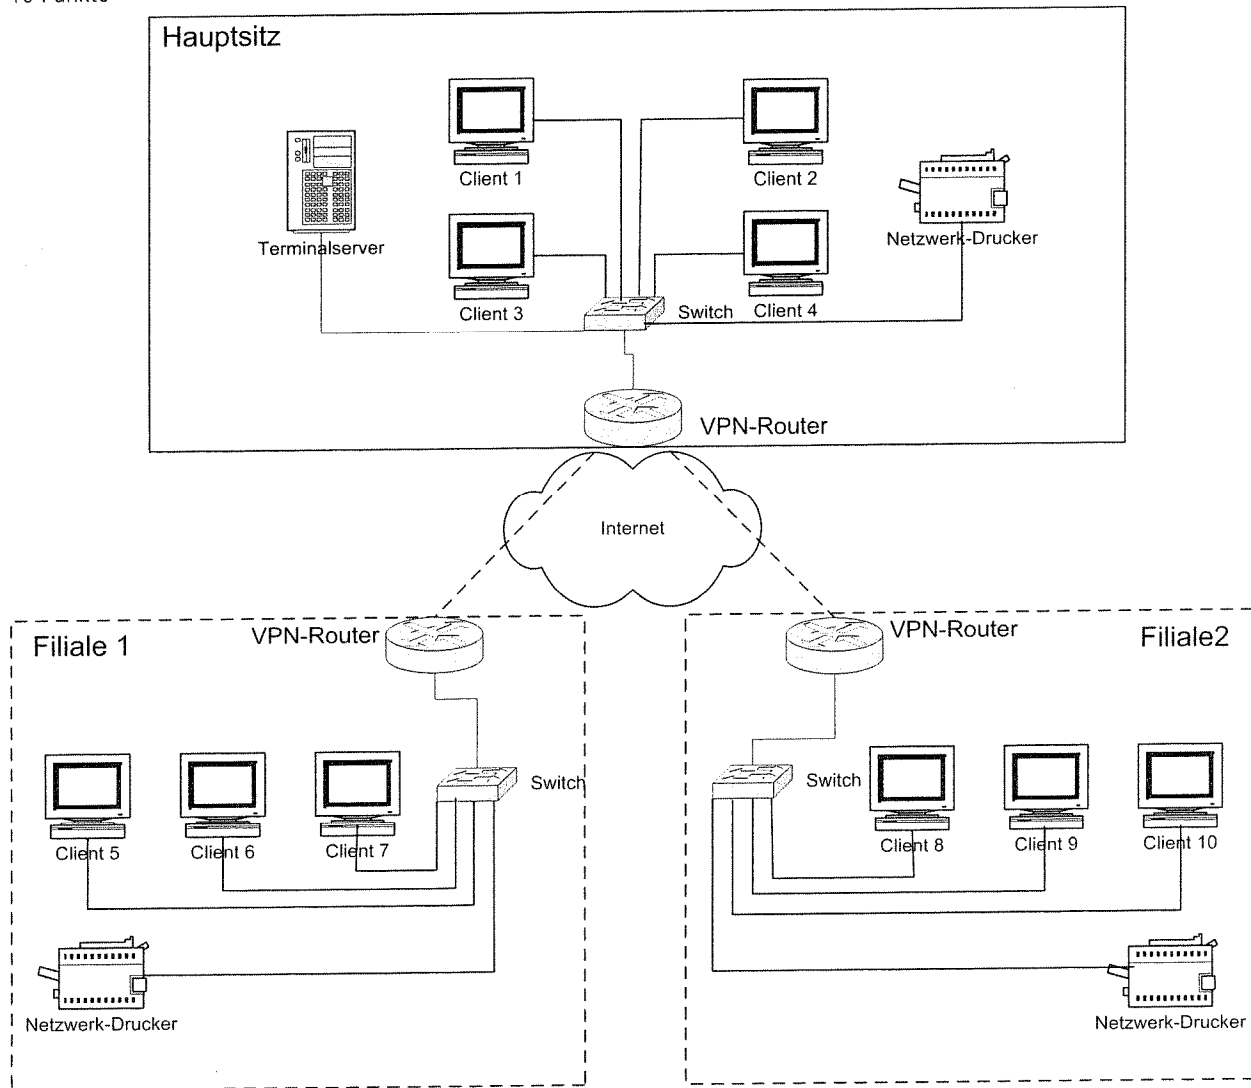 Hauptsitz
Client 1
Client 2
Terminalserver
Netzwerk-Drucker
Client 3
Switch
Client 4
VPN-Router
Internet
Filiale 1
VPN-Router
VPN-Router
Filiale2
Switch
Switch
Client 5
Client 6
Client 7
Client 8
Client 9
Client 10
Netzwerk-Drucker
Netzwerk-Drucker